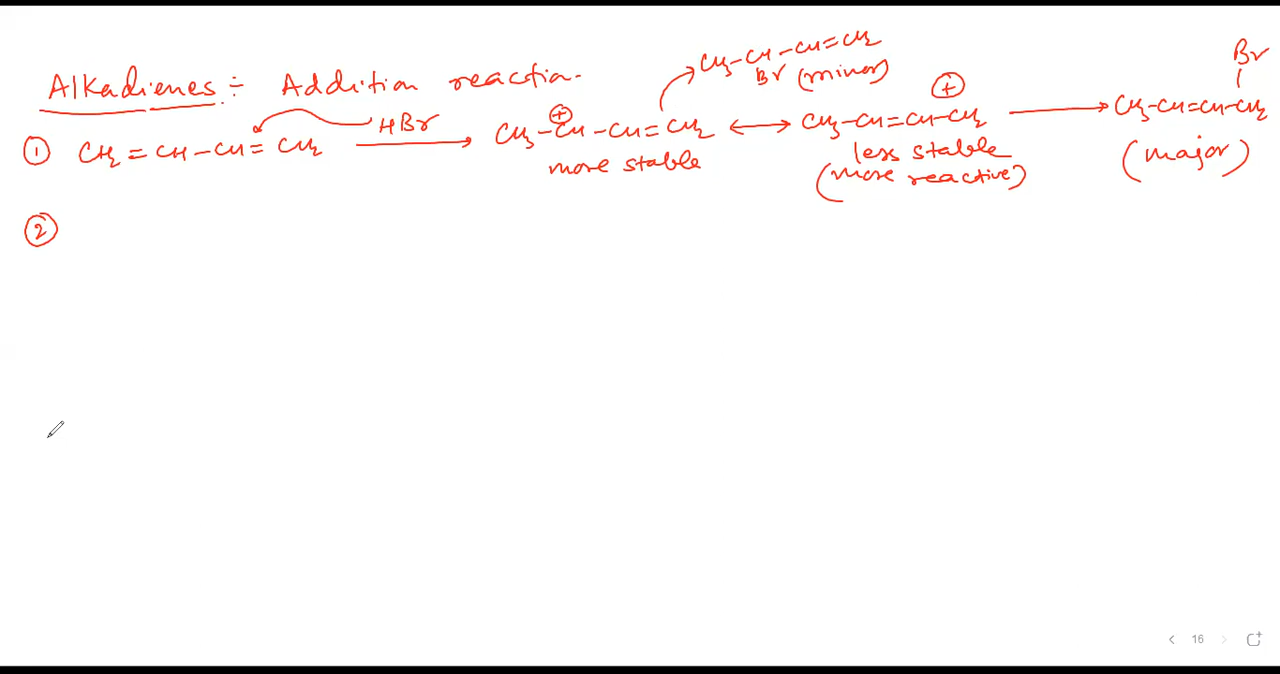 Alkadienes ÷ Addition reaction.
CH3-CH-CH=CH2
Br (minor)
Br
① CH2=CH-CH=CH2 HBr → CH3-CH-CH=CH2 ↔ CH3-CH=CH-CH2 → CH3-CH=CH-CH2
⊕ ⊕
more stable less stable (major)
(more reactive)
②
16